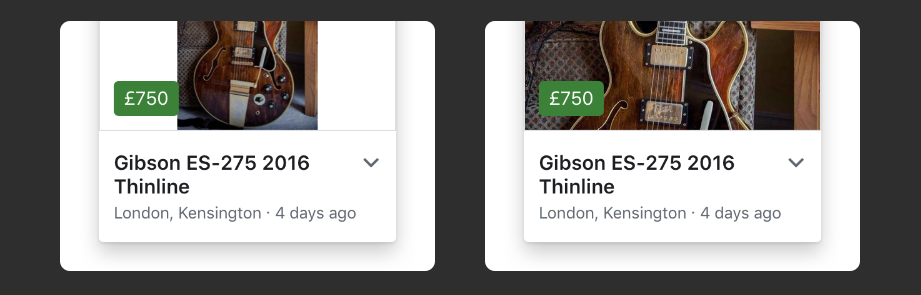 £750
Gibson ES-275 2016
Thinline
London, Kensington · 4 days ago
£750
Gibson ES-275 2016
Thinline
London, Kensington · 4 days ago